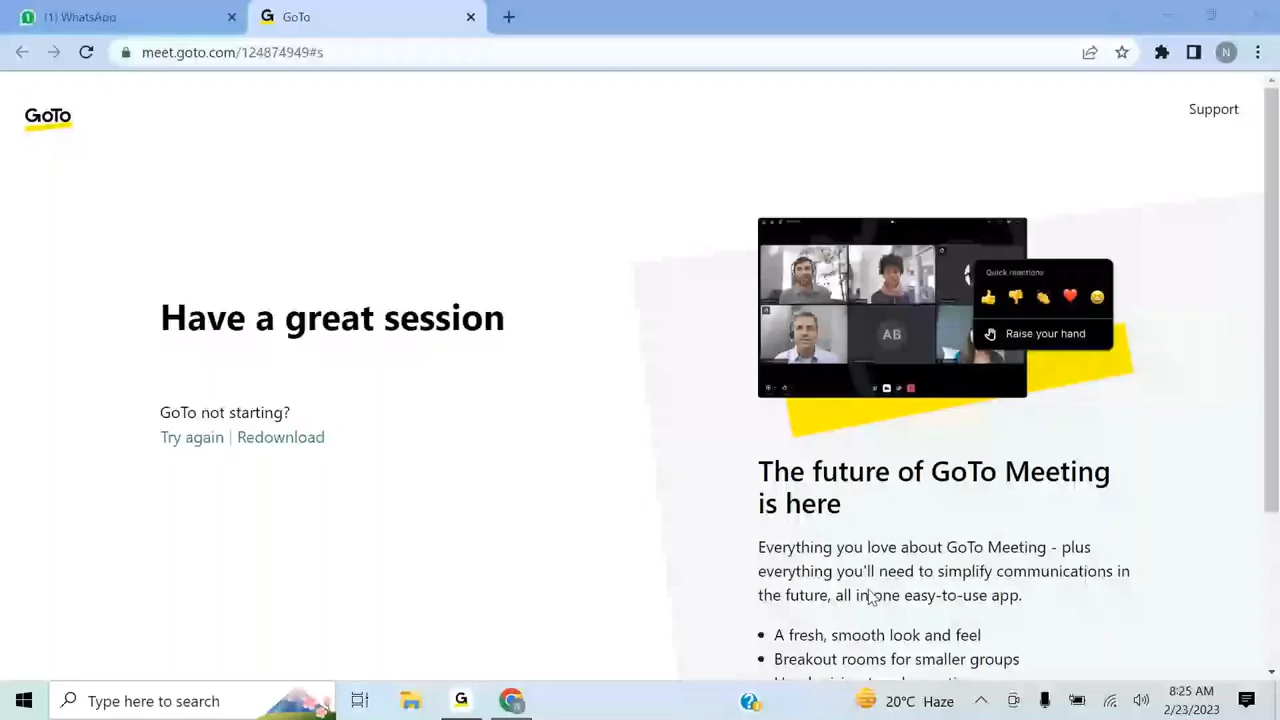 (1) WhatsApp
GoTo
meet.goto.com/124874949#s
N
GoTo
Support
Quick reactions
Raise your hand
AB
Have a great session
GoTo not starting?
Try again | Redownload
The future of GoTo Meeting
is here
Everything you love about GoTo Meeting - plus
everything you'll need to simplify communications in
the future, all in one easy-to-use app.
• A fresh, smooth look and feel
• Breakout rooms for smaller groups
Type here to search
20°C Haze
8:25 AM
2/23/2023